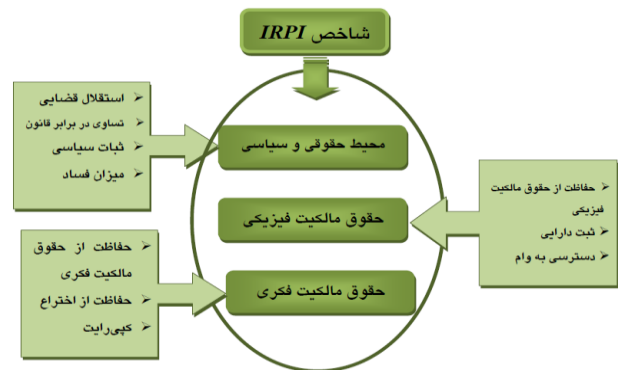 شاخص IRPI
محیط حقوقی و سیاسی
حقوق مالکیت فیزیکی
حقوق مالکیت فکری
استقلال قضایی
تساوی در برابر قانون
ثبات سیاسی
میزان فساد
حفاظت از حقوق مالکیت
فیزیکی
ثبت دارایی
دسترسی به وام
حفاظت از حقوق
مالکیت فکری
حفاظت از اختراع
کپی‌رایت